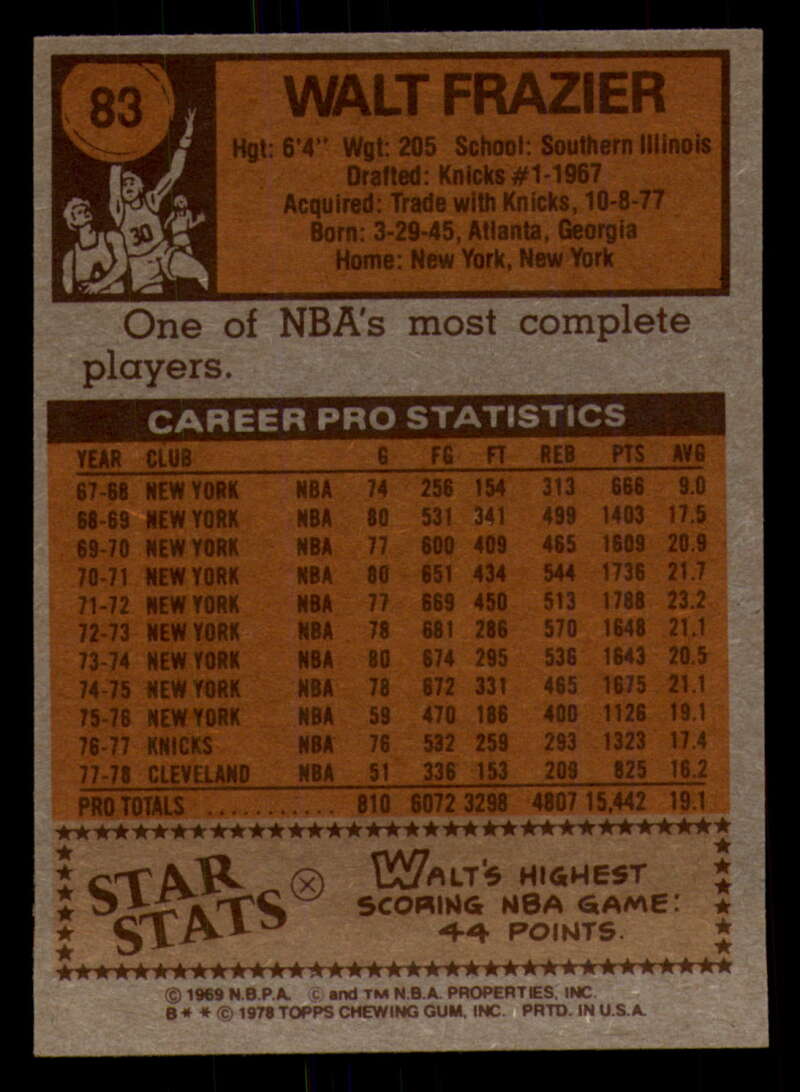 83
WALT FRAZIER
Hgt: 6'4" Wgt: 205 School: Southern Illinois
Drafted: Knicks #1-1967
Acquired: Trade with Knicks, 10-8-77
Born: 3-29-45, Atlanta, Georgia
Home: New York, New York
30
One of NBA's most complete
players.
CAREER PRO STATISTICS
YEAR CLUB G FG FT REB PTS AVG
67-68 NEW YORK NBA 74 256 154 313 666 9.0
68-69 NEW YORK NBA 80 531 341 499 1403 17.5
69-70 NEW YORK NBA 77 600 409 465 1609 20.9
70-71 NEW YORK NBA 80 651 434 544 1736 21.7
71-72 NEW YORK NBA 77 669 450 513 1788 23.2
72-73 NEW YORK NBA 78 681 286 570 1648 21.1
73-74 NEW YORK NBA 80 674 295 536 1643 20.5
74-75 NEW YORK NBA 78 672 331 465 1675 21.1
75-76 NEW YORK NBA 59 470 186 400 1126 19.1
76-77 KNICKS NBA 76 532 259 293 1323 17.4
77-78 CLEVELAND NBA 51 336 153 209 825 16.2
PRO TOTALS ............ 810 6072 3298 4807 15,442 19.1
STAR
STATS
WALT'S HIGHEST
SCORING NBA GAME:
44 POINTS.
© 1969 N.B.P.A. © and TM N.B.A. PROPERTIES, INC.
B * * © 1978 TOPPS CHEWING GUM, INC. PRTD. IN U.S.A.